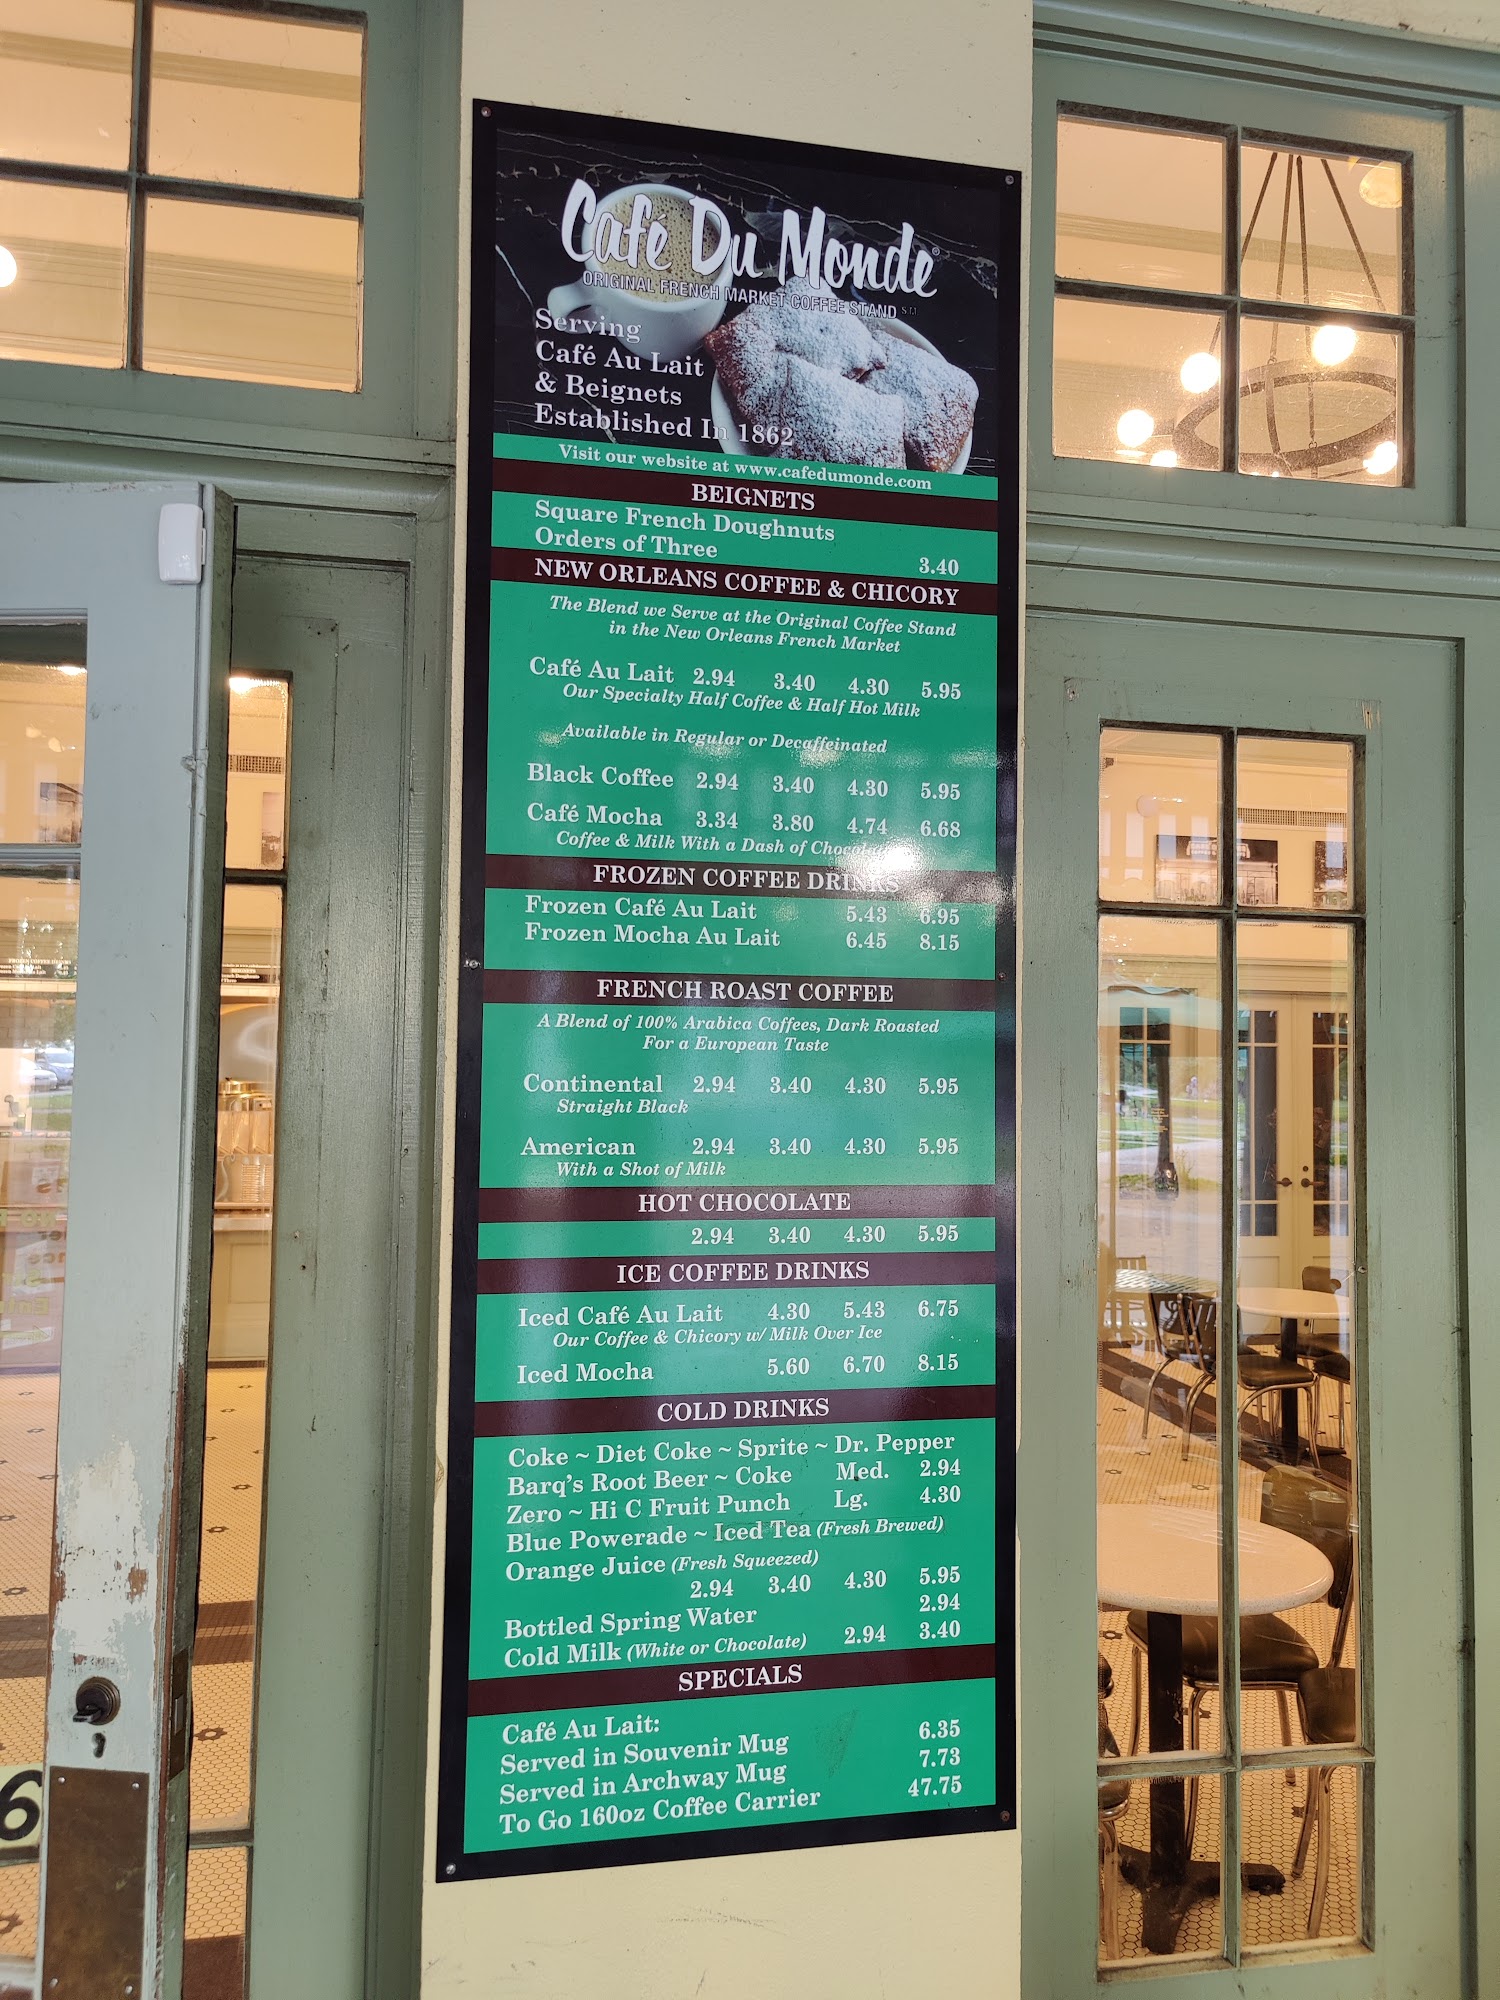 Café Du Monde®
ORIGINAL FRENCH MARKET COFFEE STAND
Serving
Café Au Lait
& Beignets
Established In 1862
Visit our website at www.cafedumonde.com
BEIGNETS
Square French Doughnuts
Orders of Three 3.40
NEW ORLEANS COFFEE & CHICORY
The Blend we Serve at the Original Coffee Stand
in the New Orleans French Market
Café Au Lait 2.94 3.40 4.30 5.95
Our Specialty Half Coffee & Half Hot Milk
Available in Regular or Decaffeinated
Black Coffee 2.94 3.40 4.30 5.95
Café Mocha 3.34 3.80 4.74 6.68
Coffee & Milk With a Dash of Chocolate
FROZEN COFFEE DRINKS
Frozen Café Au Lait 5.43 6.95
Frozen Mocha Au Lait 6.45 8.15
FRENCH ROAST COFFEE
A Blend of 100% Arabica Coffees, Dark Roasted
For a European Taste
Continental 2.94 3.40 4.30 5.95
Straight Black
American 2.94 3.40 4.30 5.95
With a Shot of Milk
HOT CHOCOLATE
2.94 3.40 4.30 5.95
ICE COFFEE DRINKS
Iced Café Au Lait 4.30 5.43 6.75
Our Coffee & Chicory w/ Milk Over Ice
Iced Mocha 5.60 6.70 8.15
COLD DRINKS
Coke ~ Diet Coke ~ Sprite ~ Dr. Pepper
Barq's Root Beer ~ Coke Med. 2.94
Zero ~ Hi C Fruit Punch Lg. 4.30
Blue Powerade ~ Iced Tea (Fresh Brewed)
Orange Juice (Fresh Squeezed)
2.94 3.40 4.30 5.95
Bottled Spring Water 2.94
Cold Milk (White or Chocolate) 2.94 3.40
SPECIALS
Café Au Lait:
Served in Souvenir Mug 6.35
Served in Archway Mug 7.73
To Go 160oz Coffee Carrier 47.75
6